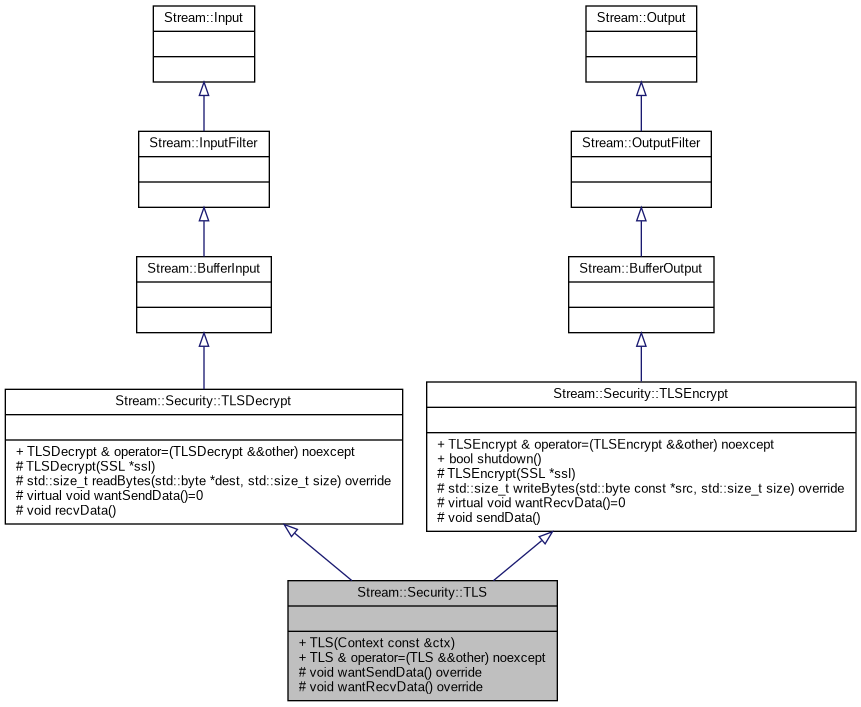 Stream::Input
Stream::Output
Stream::InputFilter
Stream::OutputFilter
Stream::BufferInput
Stream::BufferOutput
Stream::Security::TLSDecrypt
+ TLSDecrypt & operator=(TLSDecrypt &&other) noexcept
# TLSDecrypt(SSL *ssl)
# std::size_t readBytes(std::byte *dest, std::size_t size) override
# virtual void wantSendData()=0
# void recvData()
Stream::Security::TLSEncrypt
+ TLSEncrypt & operator=(TLSEncrypt &&other) noexcept
+ bool shutdown()
# TLSEncrypt(SSL *ssl)
# std::size_t writeBytes(std::byte const *src, std::size_t size) override
# virtual void wantRecvData()=0
# void sendData()
Stream::Security::TLS
+ TLS(Context const &ctx)
+ TLS & operator=(TLS &&other) noexcept
# void wantSendData() override
# void wantRecvData() override